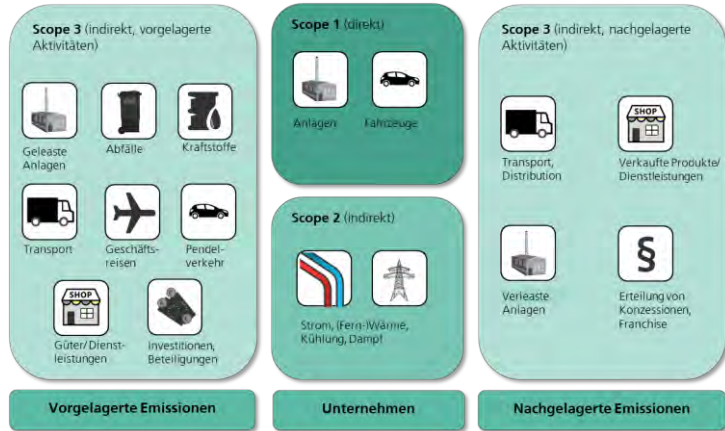 Scope 3 (indirekt, vorgelagerte
Aktivitäten)
Geleaste
Anlagen
Abfälle
Kraftstoffe
Transport
Geschäfts-
reisen
Pendel-
verkehr
SHOP
Güter/Dienst-
leistungen
Investitionen,
Beteiligungen
Vorgelagerte Emissionen
Scope 1 (direkt)
Anlagen
Fahrzeuge
Scope 2 (indirekt)
Strom, (Fern-)Wärme,
Kühlung, Dampf
Unternehmen
Scope 3 (indirekt, nachgelagerte
Aktivitäten)
Transport,
Distribution
SHOP
Verkaufte Produkte/
Dienstleistungen
Verleaste
Anlagen
§
Erteilung von
Konzessionen,
Franchise
Nachgelagerte Emissionen